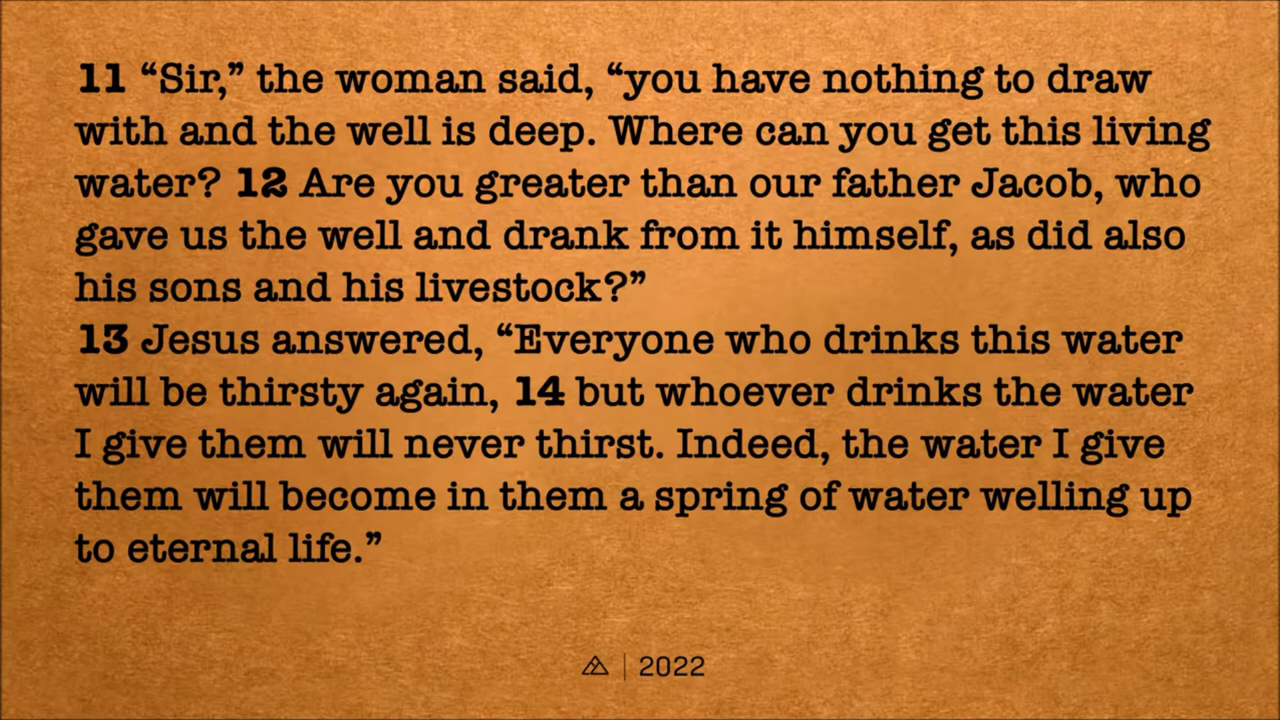 11 “Sir,” the woman said, “you have nothing to draw
with and the well is deep. Where can you get this living
water? 12 Are you greater than our father Jacob, who
gave us the well and drank from it himself, as did also
his sons and his livestock?”
13 Jesus answered, “Everyone who drinks this water
will be thirsty again, 14 but whoever drinks the water
I give them will never thirst. Indeed, the water I give
them will become in them a spring of water welling up
to eternal life.”
| 2022